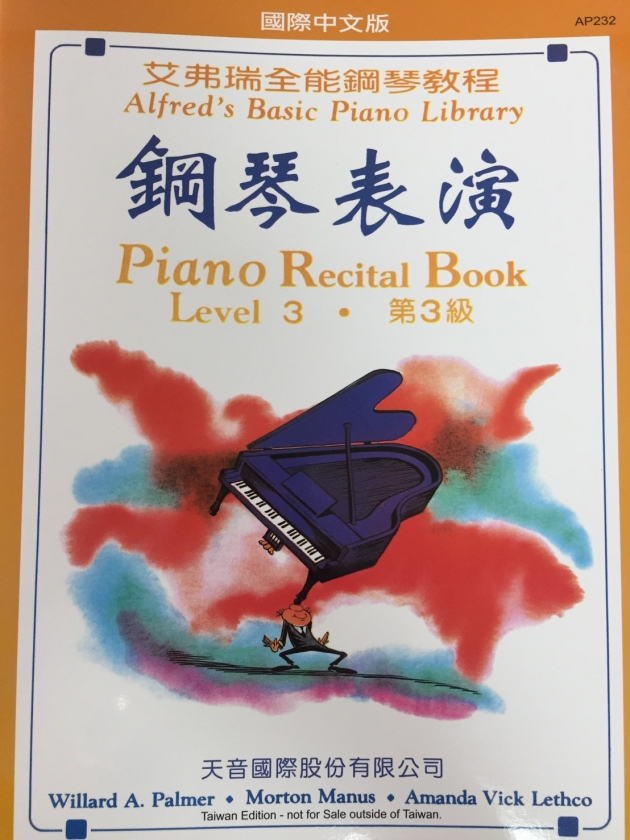 國際中文版
AP232
艾弗瑞全能鋼琴教程
Alfred's Basic Piano Library
鋼琴表演
Piano Recital Book
Level 3 • 第3級
天音國際股份有限公司
Willard A. Palmer ◆ Morton Manus ◆ Amanda Vick Lethco
Taiwan Edition - not for Sale outside of Taiwan.